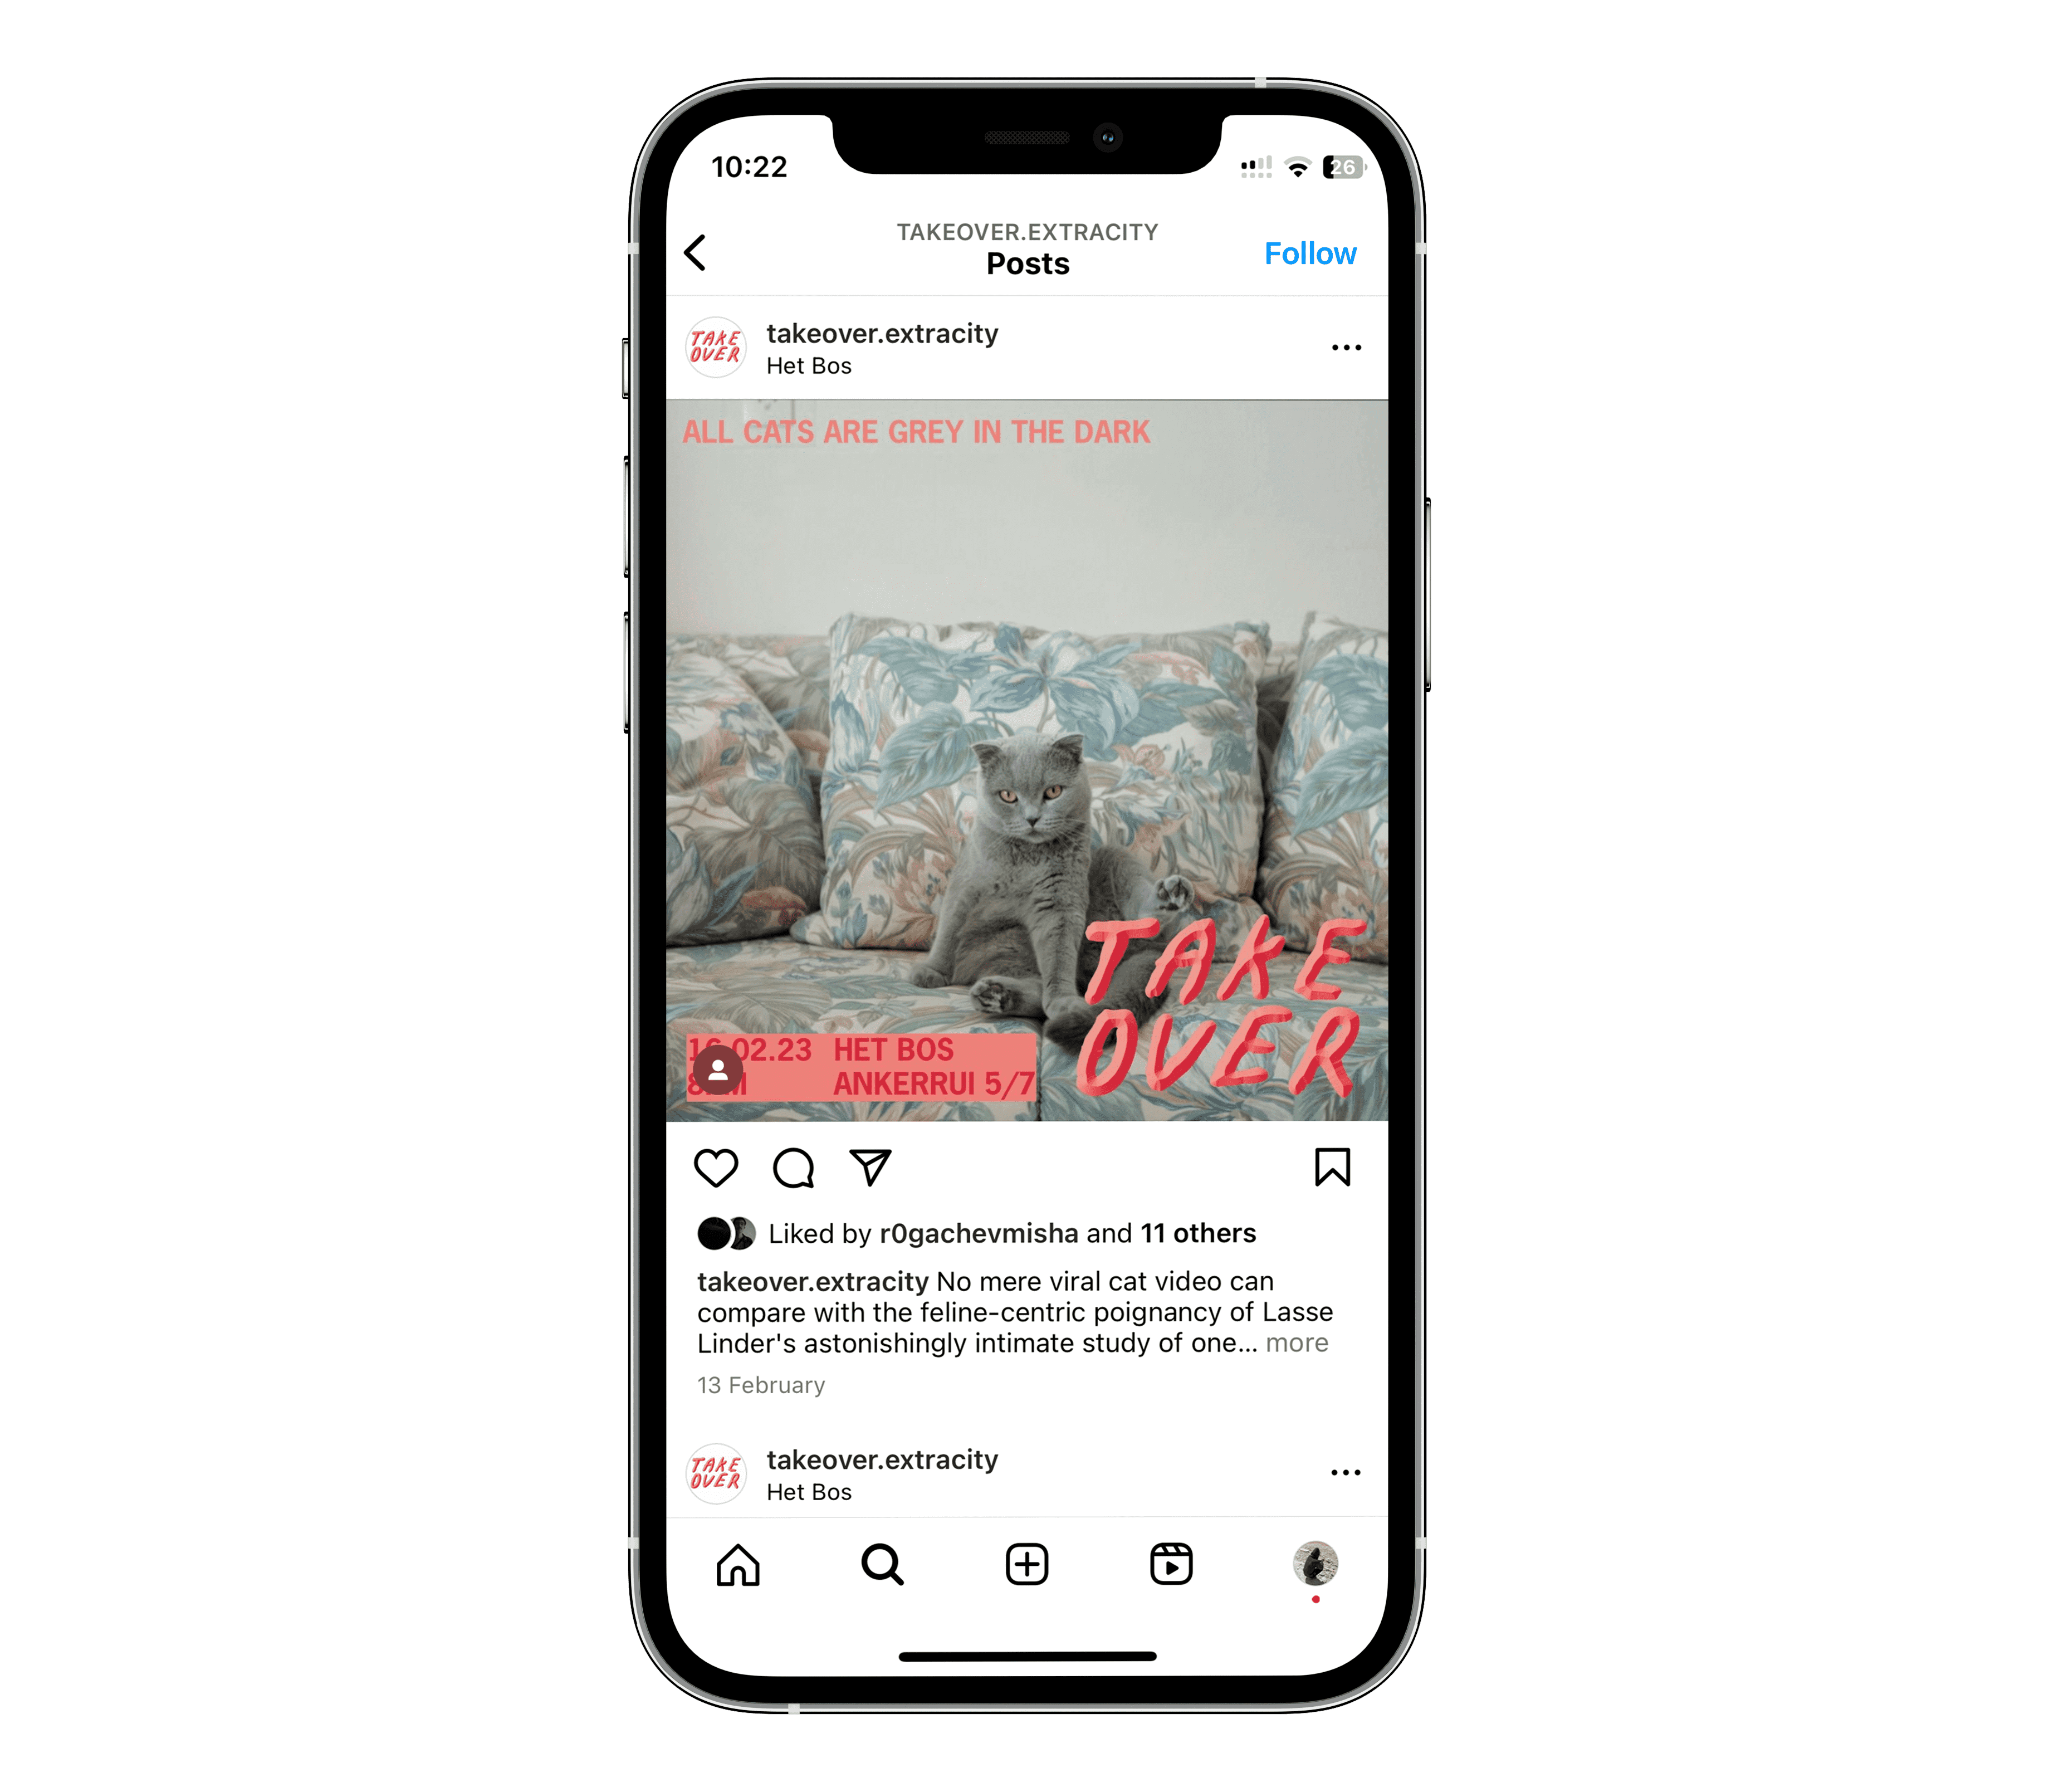 10:22
26
TAKEOVER.EXTRACITY
Posts
Follow
TAKE
OVER
takeover.extracity
Het Bos
ALL CATS ARE GREY IN THE DARK
TAKE
OVER
02.23 HET BOS
ANKERRUI 5/7
Liked by r0gachevmisha and 11 others
takeover.extracity No mere viral cat video can
compare with the feline-centric poignancy of Lasse
Linder's astonishingly intimate study of one... more
13 February
TAKE
OVER
takeover.extracity
Het Bos